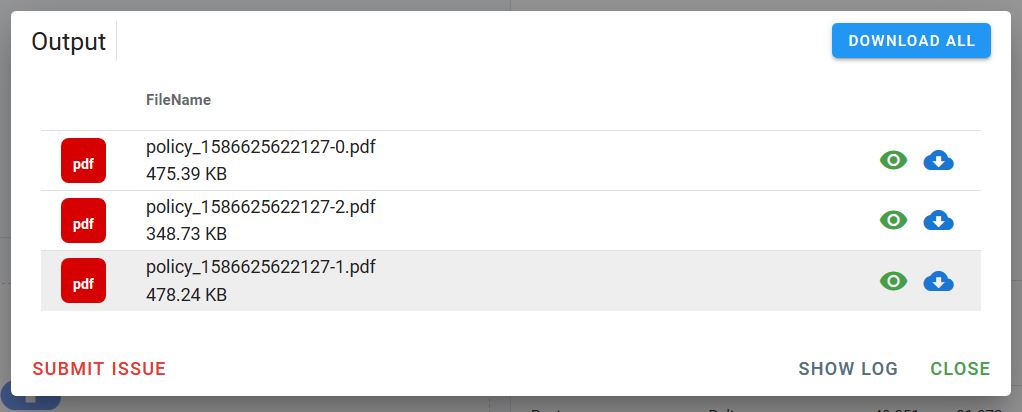 Output
DOWNLOAD ALL
FileName
pdf
policy_1586625622127-0.pdf
475.39 KB
pdf
policy_1586625622127-2.pdf
348.73 KB
pdf
policy_1586625622127-1.pdf
478.24 KB
SUBMIT ISSUE
SHOW LOG
CLOSE